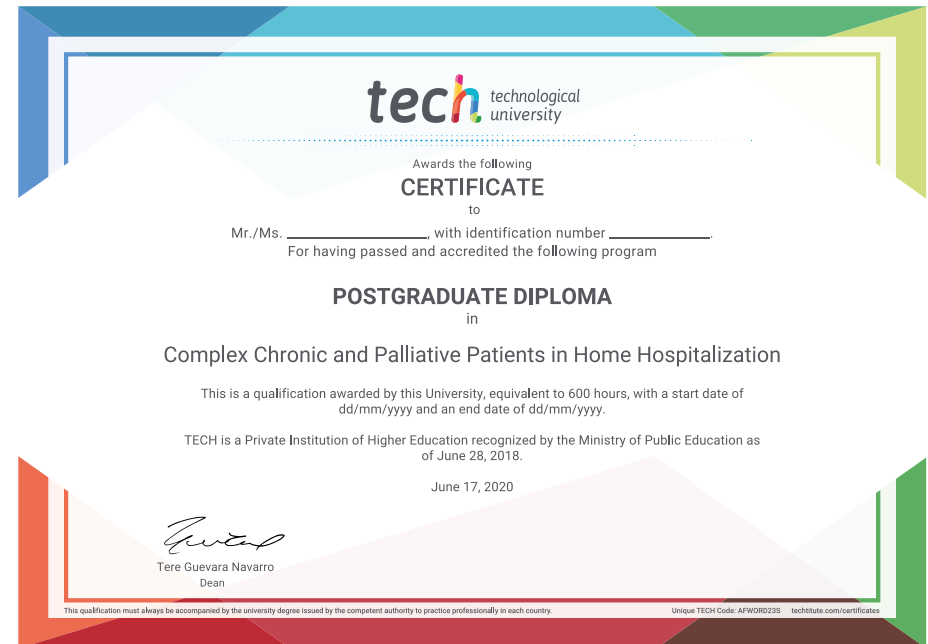 tech technological
university
Awards the following
CERTIFICATE
to
Mr./Ms. ____________________, with identification number ______________.
For having passed and accredited the following program
POSTGRADUATE DIPLOMA
in
Complex Chronic and Palliative Patients in Home Hospitalization
This is a qualification awarded by this University, equivalent to 600 hours, with a start date of
dd/mm/yyyy and an end date of dd/mm/yyyy.
TECH is a Private Institution of Higher Education recognized by the Ministry of Public Education as
of June 28, 2018.
June 17, 2020
Tere Guevara Navarro
Dean
This qualification must always be accompanied by the university degree issued by the competent authority to practice professionally in each country. Unique TECH Code: AFWORD23S techtitute.com/certificates